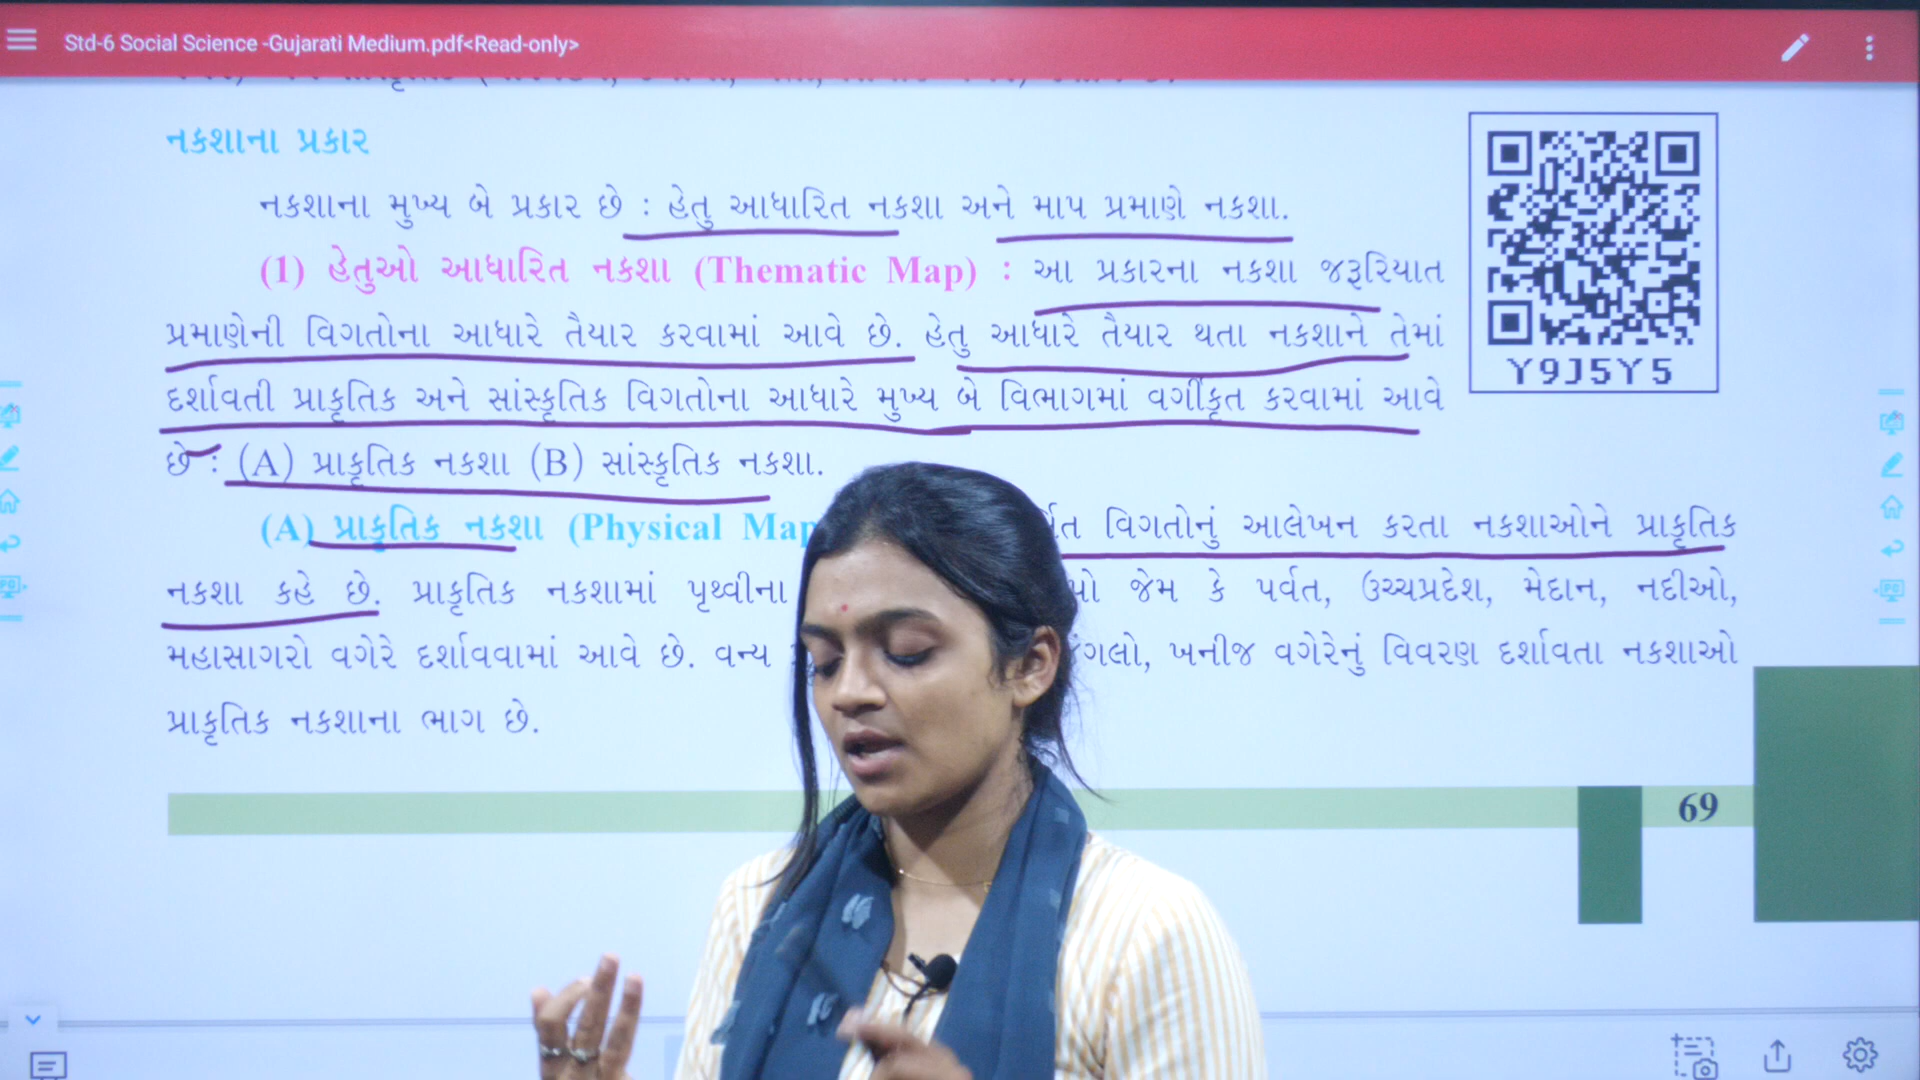 Std-6 Social Science -Gujarati Medium.pdf<Read-only>
નકશાના પ્રકાર
નકશાના મુખ્ય બે પ્રકાર છે : હેતુ આધારિત નકશા અને માપ પ્રમાણે નકશા.
(1) હેતુઓ આધારિત નકશા (Thematic Map) : આ પ્રકારના નકશા જરૂરિયાત
પ્રમાણેની વિગતોના આધારે તૈયાર કરવામાં આવે છે. હેતુ આધારે તૈયાર થતા નકશાને તેમાં
દર્શાવતી પ્રાકૃતિક અને સાંસ્કૃતિક વિગતોના આધારે મુખ્ય બે વિભાગમાં વર્ગીકૃત કરવામાં આવે
છે : (A) પ્રાકૃતિક નકશા (B) સાંસ્કૃતિક નકશા.
(A) પ્રાકૃતિક નકશા (Physical Map વિગતોનું આલેખન કરતા નકશાઓને પ્રાકૃતિક
નકશા કહે છે. પ્રાકૃતિક નકશામાં પૃથ્વીના જેમ કે પર્વત, ઉચ્ચપ્રદેશ, મેદાન, નદીઓ,
મહાસાગરો વગેરે દર્શાવવામાં આવે છે. વન્ય ખનીજ વગેરેનું વિવરણ દર્શાવતા નકશાઓ
પ્રાકૃતિક નકશાના ભાગ છે.
Y9J5Y5
69